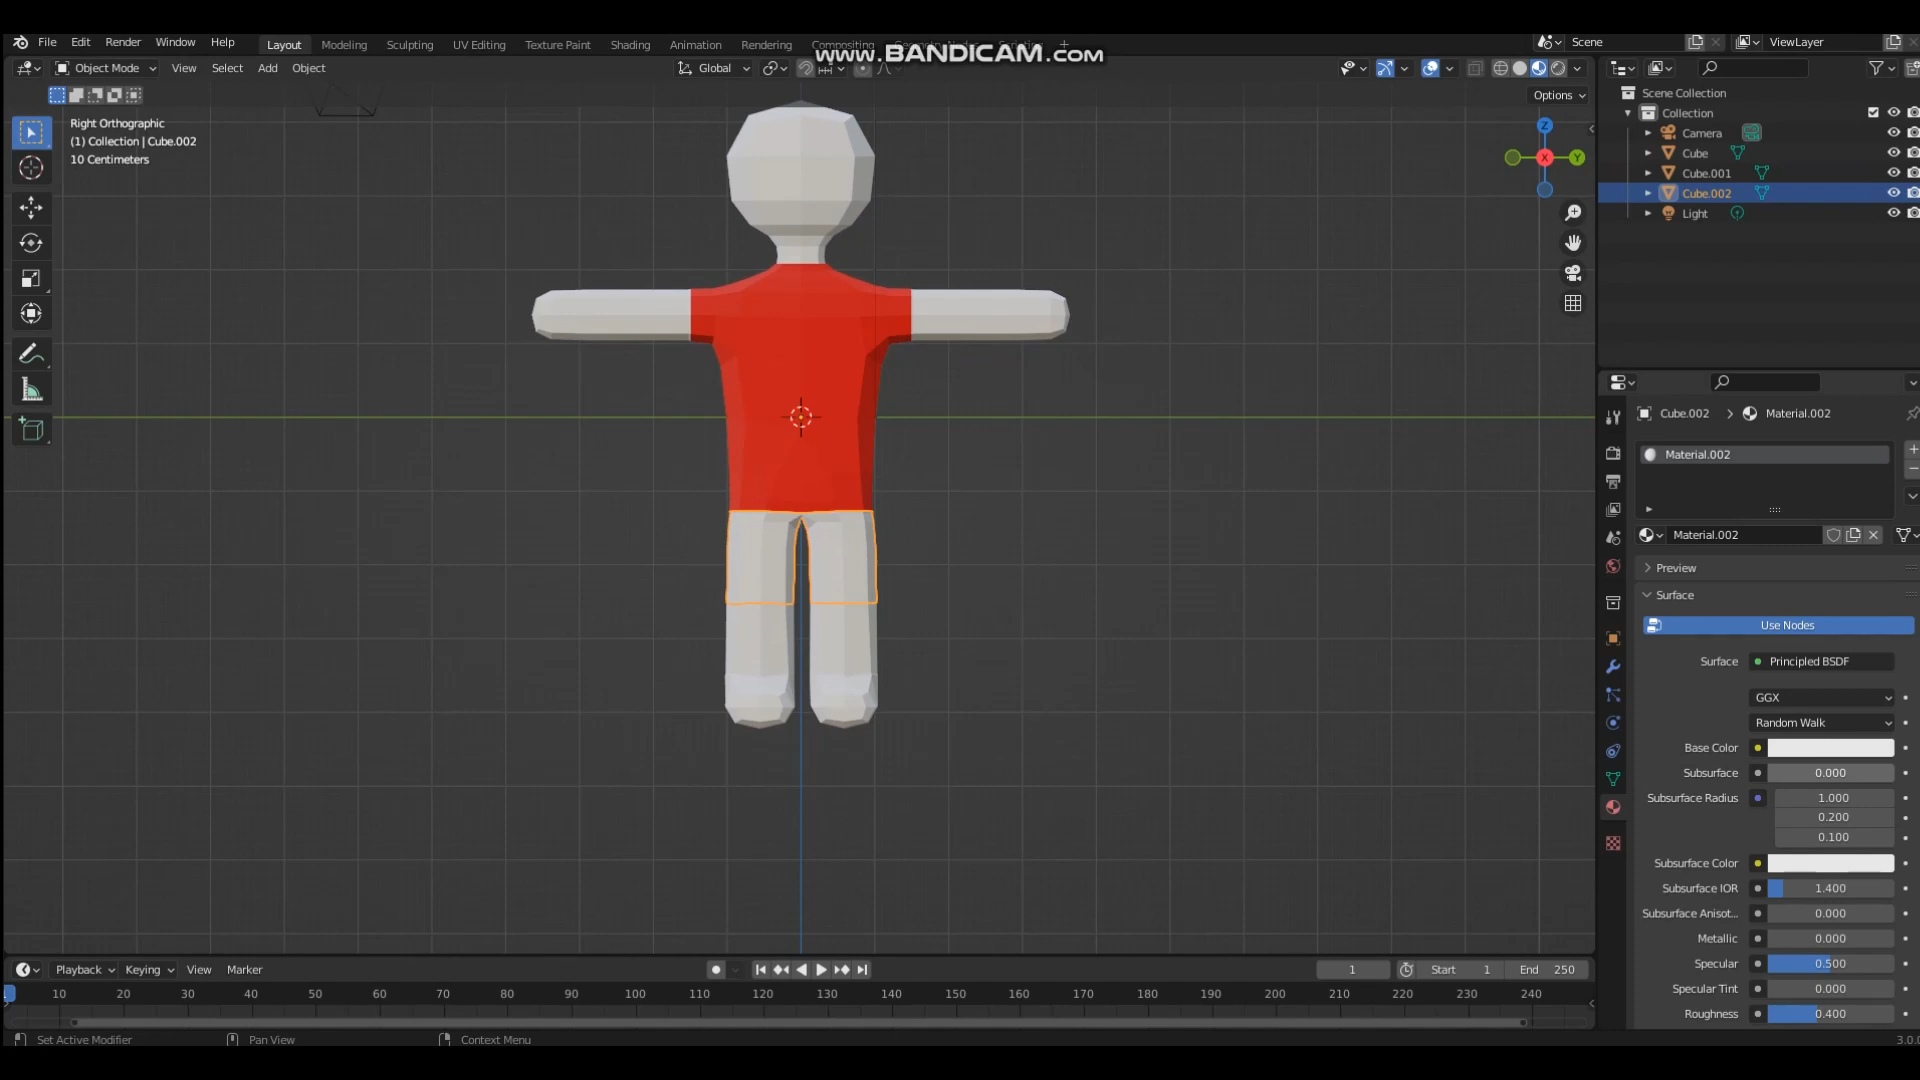 www.BANDICAM.com
File Edit Render Window Help Layout Modeling Sculpting UV Editing Texture Paint Shading Animation Rendering Compositing
Scene ViewLayer
Object Mode View Select Add Object Global
Options
Right Orthographic
(1) Collection | Cube.002
10 Centimeters
Z
X Y
Scene Collection
Collection
Camera
Cube
Cube.001
Cube.002
Light
Cube.002 > Material.002
Material.002
Material.002
Preview
Surface
Use Nodes
Surface Principled BSDF
GGX
Random Walk
Base Color
Subsurface 0.000
Subsurface Radius 1.000
0.200
0.100
Subsurface Color
Subsurface IOR 1.400
Subsurface Anisot... 0.000
Metallic 0.000
Specular 0.500
Specular Tint 0.000
Roughness 0.400
Playback Keying View Marker 1 Start 1 End 250
10 20 30 40 50 60 70 80 90 100 110 120 130 140 150 160 170 180 190 200 210 220 230 240
Set Active Modifier Pan View Context Menu 3.0.0